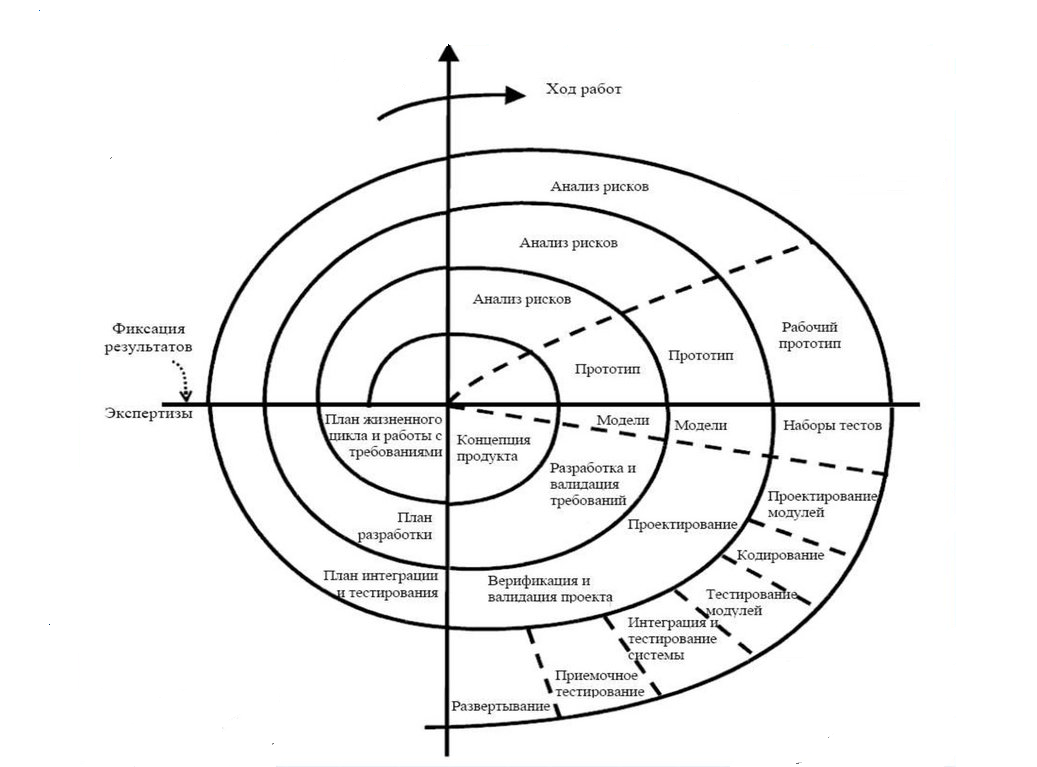 Ход работ
Анализ рисков
Анализ рисков
Анализ рисков
Фиксация
результатов
Рабочий
прототип
Прототип
Прототип
Экспертизы
План жизненного
цикла и работы с
требованиями
Концепция
продукта
Модели
Модели
Наборы тестов
Разработка и
валидация
требований
Проектирование
модулей
План
разработки
Проектирование
Кодирование
План интеграции
и тестирования
Верификация и
валидация проекта
Тестирование
модулей
Интеграция и
тестирование
системы
Приемочное
тестирование
Развертывание